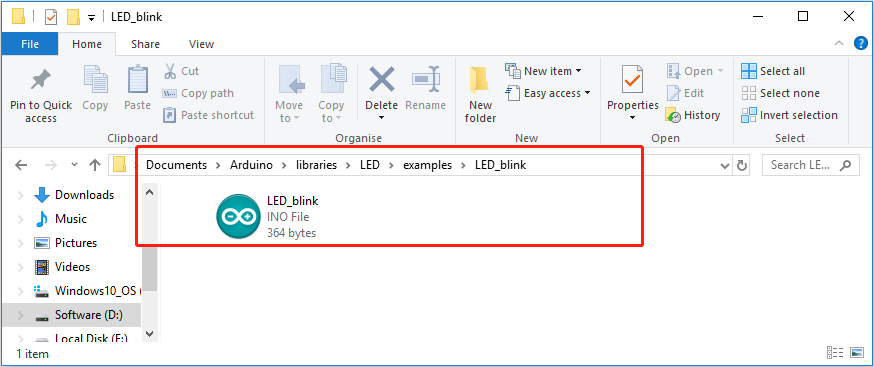 LED_blink
File Home Share View
Pin to Quick access
Copy
Paste
Cut
Copy path
Paste shortcut
Clipboard
Move to
Copy to
Delete
Rename
Organise
New folder
New item
Easy access
New
Properties
Open
Edit
History
Open
Select all
Select none
Invert selection
Select
Documents Arduino libraries LED examples LED_blink
Search LE...
Downloads
Music
Pictures
Videos
Windows10_OS (
Software (D:)
Local Disk (E:)
LED_blink
INO File
364 bytes
1 item